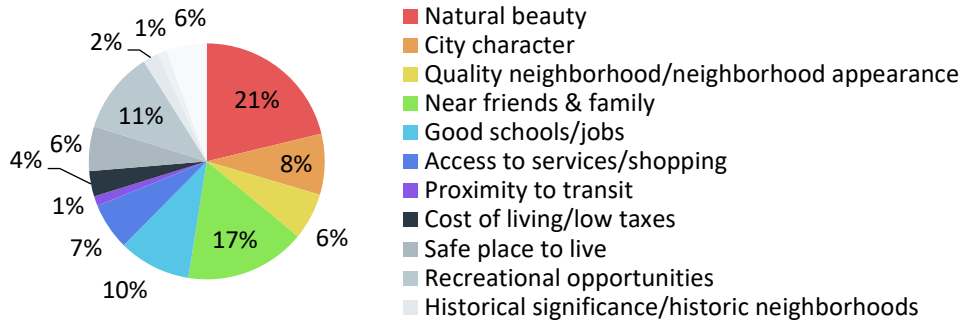 1%
6%
2%
21%
11%
6%
8%
4%
1%
6%
7%
17%
10%
Natural beauty
City character
Quality neighborhood/neighborhood appearance
Near friends & family
Good schools/jobs
Access to services/shopping
Proximity to transit
Cost of living/low taxes
Safe place to live
Recreational opportunities
Historical significance/historic neighborhoods